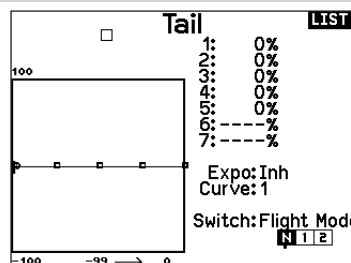 Tail
LIST
1: 0%
2: 0%
3: 0%
4: 0%
5: 0%
6:----%
7:----%
100
Expo:Inh
Curve:1
Switch:Flight Mode
N 1 2
-100 -99 → 0